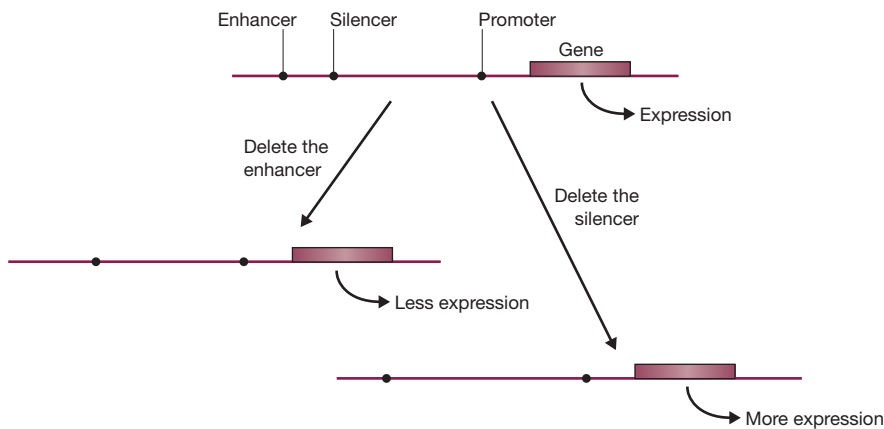 Enhancer
Silencer
Promoter
Gene
Expression
Delete the
enhancer
Delete the
silencer
Less expression
More expression